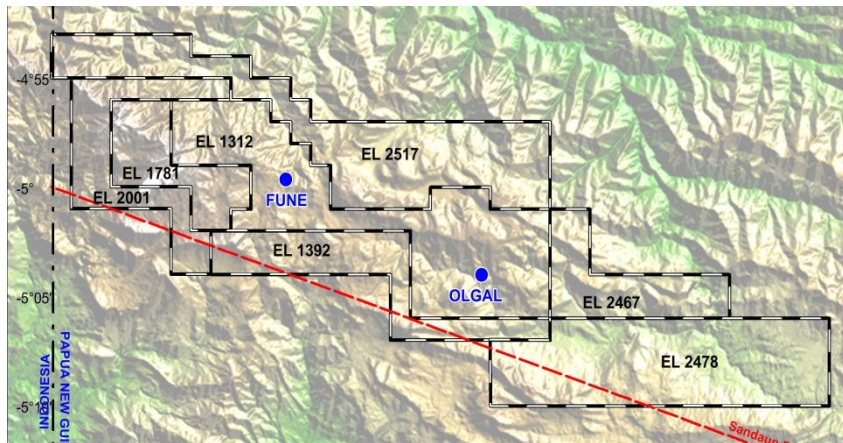 -4°55
EL 1312
EL 2517
EL 1781
-5°
EL 2001
FUNE
EL 1392
OLGAL
-5°05
EL 2467
PAPUA NEW GUI
INDONESIA
EL 2478
Sandaun